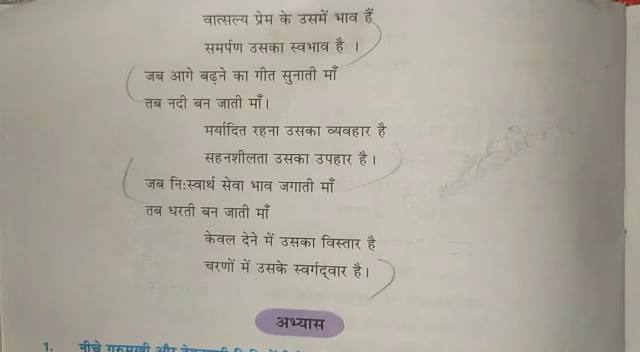 वात्सल्य प्रेम के उसमें भाव हैं
समर्पण उसका स्वभाव है ।
जब आगे बढ़ने का गीत सुनाती माँ
तब नदी बन जाती माँ।
मर्यादित रहना उसका व्यवहार है
सहनशीलता उसका उपहार है।
जब नि:स्वार्थ सेवा भाव जगाती माँ
तब धरती बन जाती माँ
केवल देने में उसका विस्तार है
चरणों में उसके स्वर्गद्वार है।
अभ्यास
1. नीचे गुरुमुखी और